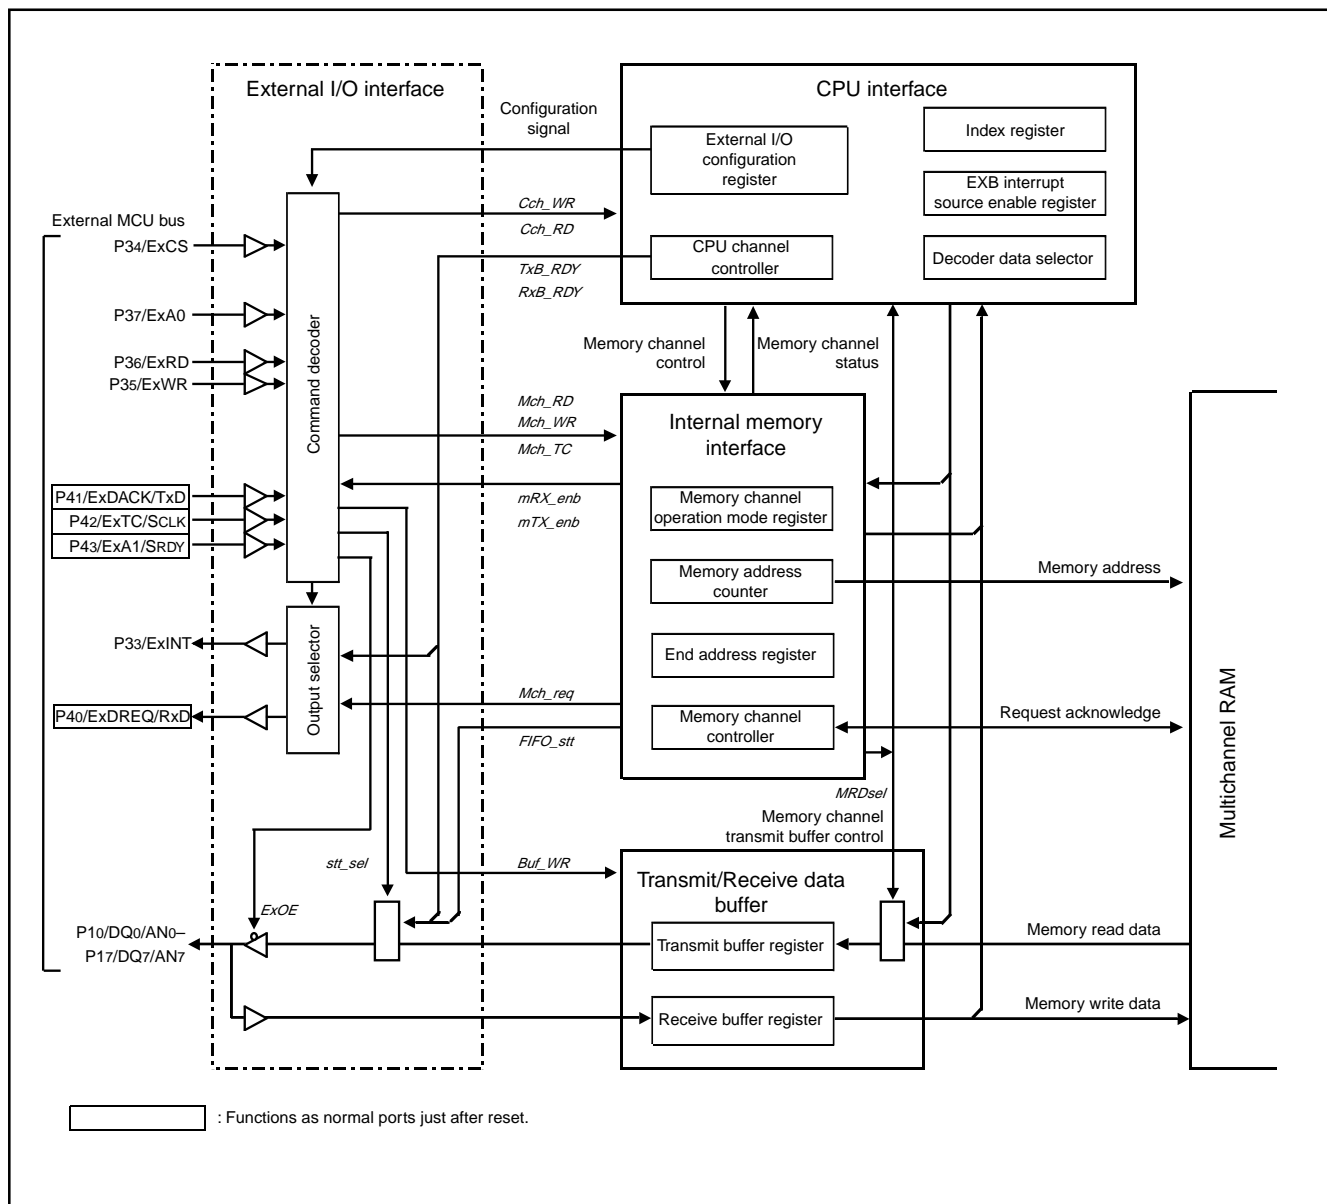 External I/O interface
CPU interface
Configuration
signal
External I/O
configuration
register
Index register
EXB interrupt
source enable register
Decoder data selector
CPU channel
controller
External MCU bus
P34/ExCS
P37/ExA0
P36/ExRD
P35/ExWR
P41/ExDACK/TxD
P42/ExTC/SCLK
P43/ExA1/SRDY
P33/ExINT
P40/ExDREQ/RxD
P10/DQ0/AN0–
P17/DQ7/AN7
Command decoder
Output selector
Cch_WR
Cch_RD
TxB_RDY
RxB_RDY
Memory channel
control
Memory channel
status
Mch_RD
Mch_WR
Mch_TC
mRX_enb
mTX_enb
Internal memory
interface
Memory channel
operation mode register
Memory address
counter
End address register
Memory channel
controller
Memory address
Request acknowledge
Multichannel RAM
Mch_req
FIFO_stt
MRDsel
Memory channel
transmit buffer control
stt_sel
Buf_WR
ExOE
Transmit/Receive data
buffer
Transmit buffer register
Receive buffer register
Memory read data
Memory write data
: Functions as normal ports just after reset.